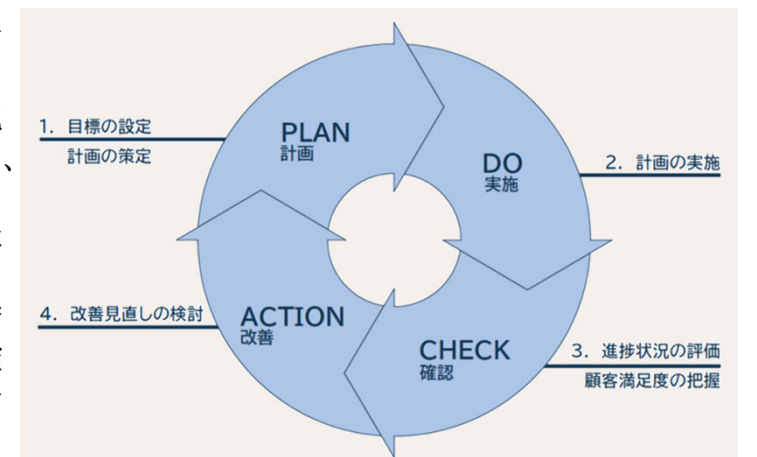 1. 目標の設定
計画の策定
PLAN
計画
DO
実施
2. 計画の実施
CHECK
確認
3. 進捗状況の評価
顧客満足度の把握
ACTION
改善
4. 改善見直しの検討